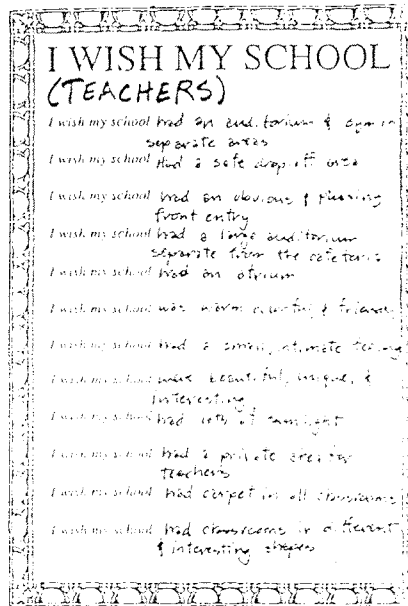 I WISH MY SCHOOL
(TEACHERS)
I wish my school had an auditorium & gym in
separate areas
I wish my school Had a safe drop off area
I wish my school had an obvious & pleasing
front entry
I wish my school had a large auditorium
separate from the cafeteria
I wish my school had an atrium
I wish my school was warm colorful & friendly
I wish my school had a small, intimate feeling
I wish my school were beautiful, unique, &
interesting
I wish my school had lots of sunlight
I wish my school had a private area for
teachers
I wish my school had carpet in all classrooms
I wish my school had classrooms in different
& interesting shapes